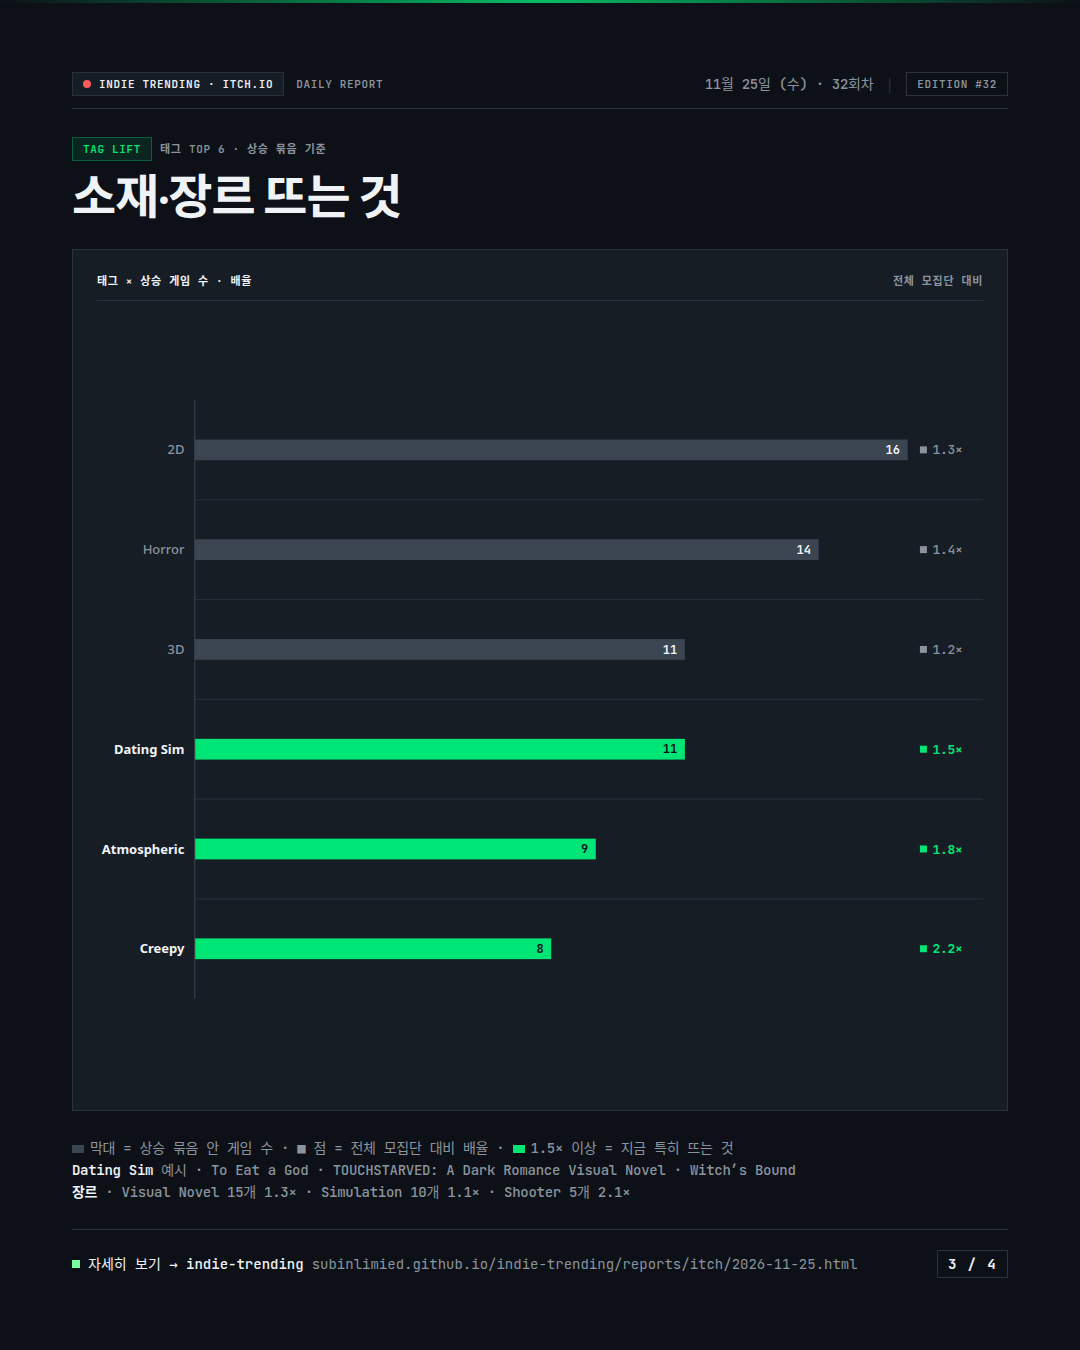 INDIE TRENDING · ITCH.IO DAILY REPORT 11월 25일 (수) · 32회차 EDITION #32
TAG LIFT 태그 TOP 6 · 상승 묶음 기준
소재·장르 뜨는 것
태그 × 상승 게임 수 · 배율 전체 모집단 대비
2D 16 1.3×
Horror 14 1.4×
3D 11 1.2×
Dating Sim 11 1.5×
Atmospheric 9 1.8×
Creepy 8 2.2×
막대 = 상승 묶음 안 게임 수 · 점 = 전체 모집단 대비 배율 · 1.5× 이상 = 지금 특히 뜨는 것
Dating Sim 예시 · To Eat a God · TOUCHSTARVED: A Dark Romance Visual Novel · Witch’s Bound
장르 · Visual Novel 15개 1.3× · Simulation 10개 1.1× · Shooter 5개 2.1×
자세히 보기 → indie-trending subinlimied.github.io/indie-trending/reports/itch/2026-11-25.html 3 / 4